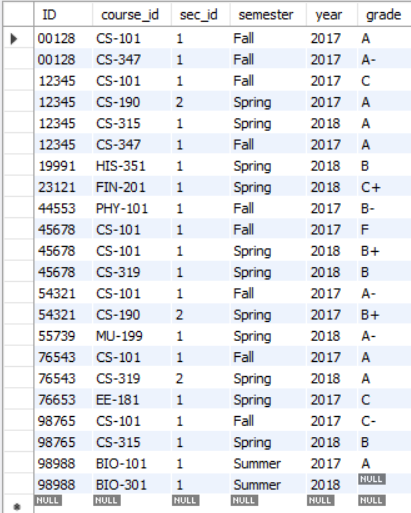 ID course_id sec_id semester year grade
00128 CS-101 1 Fall 2017 A
00128 CS-347 1 Fall 2017 A-
12345 CS-101 1 Fall 2017 C
12345 CS-190 2 Spring 2017 A
12345 CS-315 1 Spring 2018 A
12345 CS-347 1 Fall 2017 A
19991 HIS-351 1 Spring 2018 B
23121 FIN-201 1 Spring 2018 C+
44553 PHY-101 1 Fall 2017 B-
45678 CS-101 1 Fall 2017 F
45678 CS-101 1 Spring 2018 B+
45678 CS-319 1 Spring 2018 B
54321 CS-101 1 Fall 2017 A-
54321 CS-190 2 Spring 2017 B+
55739 MU-199 1 Spring 2018 A-
76543 CS-101 1 Fall 2017 A
76543 CS-319 2 Spring 2018 A
76653 EE-181 1 Spring 2017 C
98765 CS-101 1 Fall 2017 C-
98765 CS-315 1 Spring 2018 B
98988 BIO-101 1 Summer 2017 A
98988 BIO-301 1 Summer 2018 NULL
NULL NULL NULL NULL NULL NULL